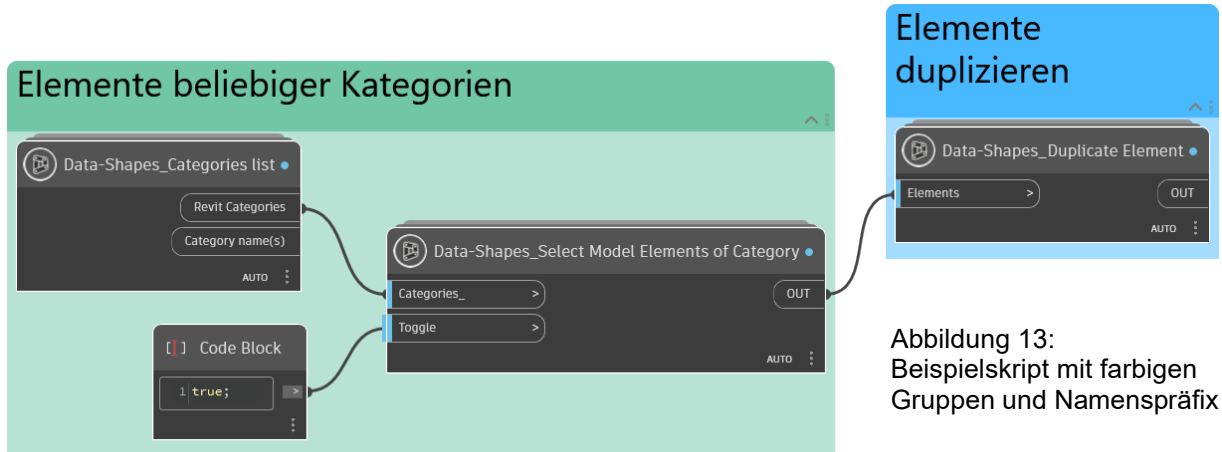 Elemente beliebiger Kategorien
Data-Shapes_Categories list
Revit Categories
Category name(s)
AUTO
[I] Code Block
1 true;
>
Data-Shapes_Select Model Elements of Category
Categories_ >
OUT
Toggle >
AUTO
Elemente
duplizieren
Data-Shapes_Duplicate Element
Elements >
OUT
AUTO
Abbildung 13:
Beispielskript mit farbigen
Gruppen und Namenspräfix